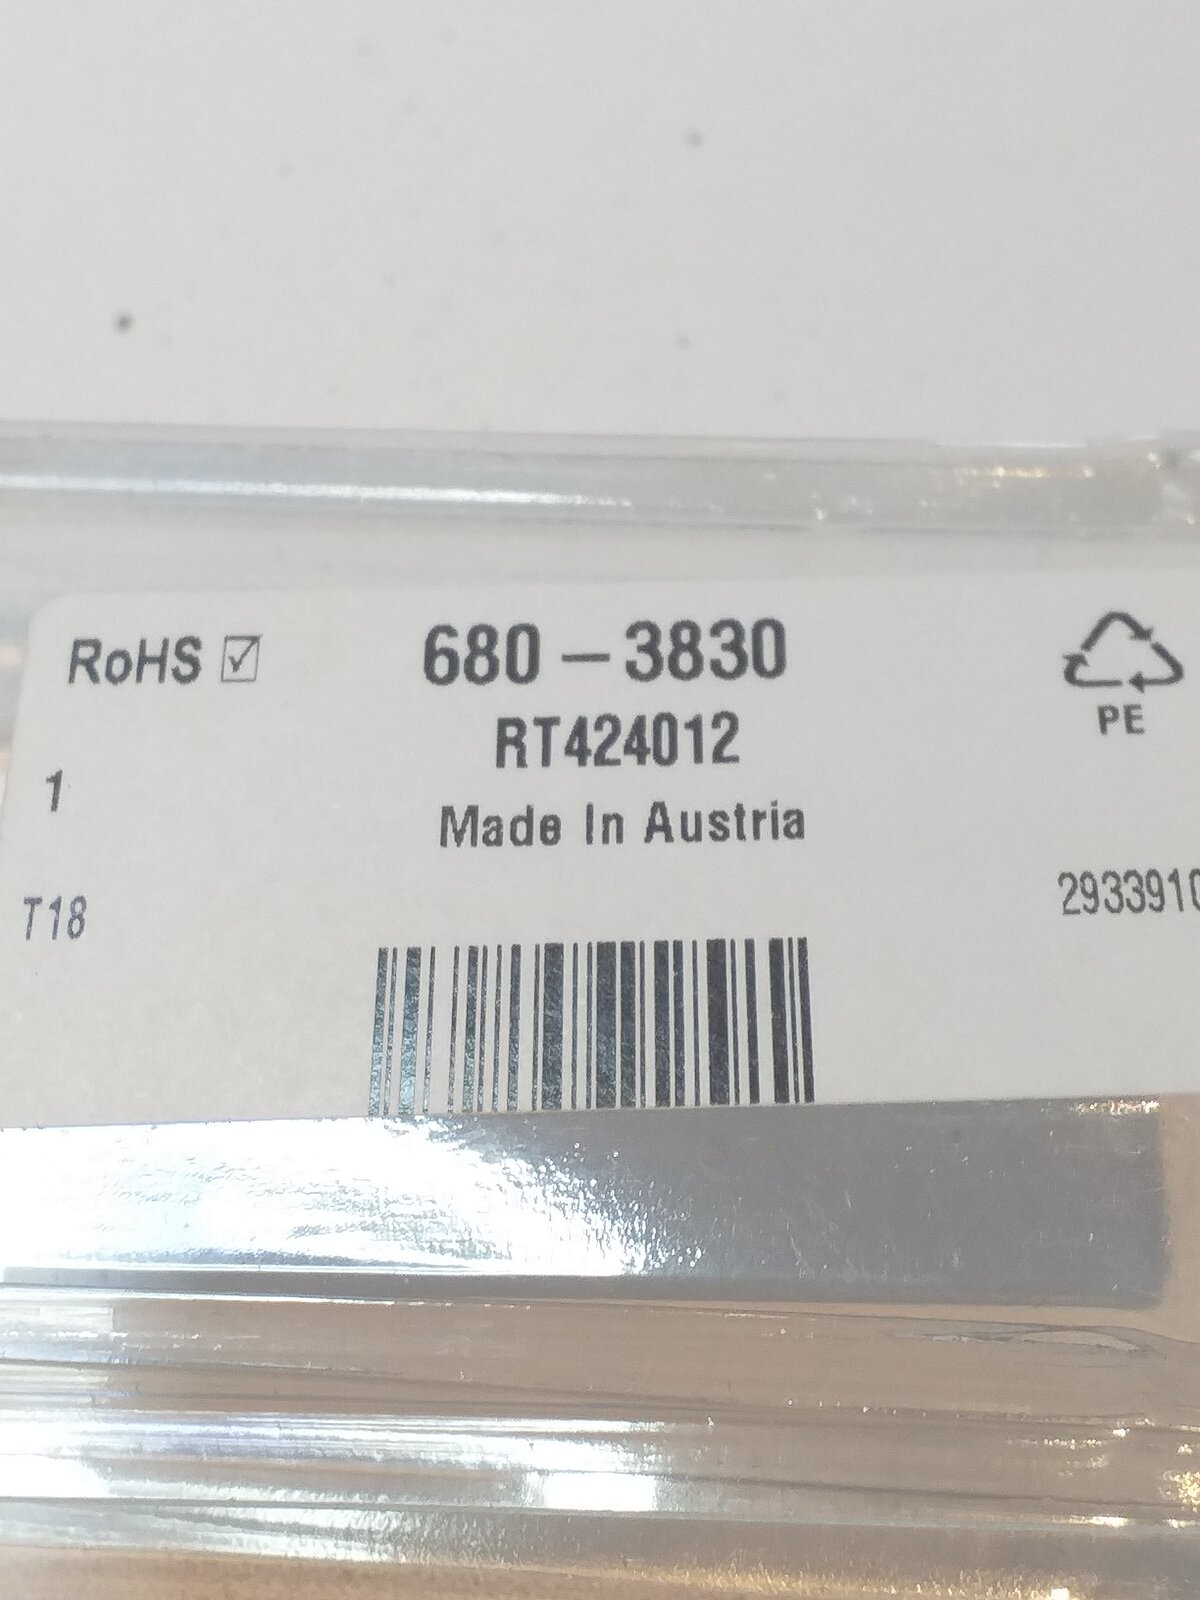 RoHS ☑ 680 – 3830
RT424012
PE
1
Made In Austria
T18
2933910